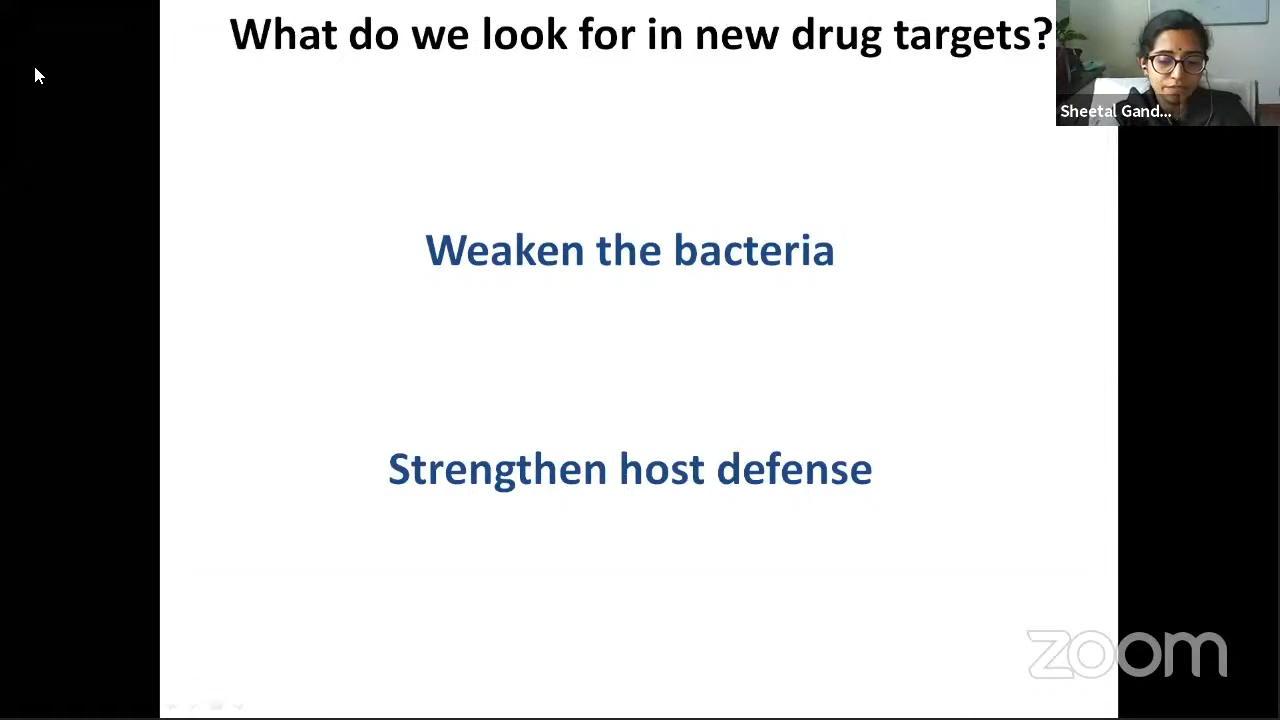 What do we look for in new drug targets?
Sheetal Gand...
Weaken the bacteria
Strengthen host defense
zoom